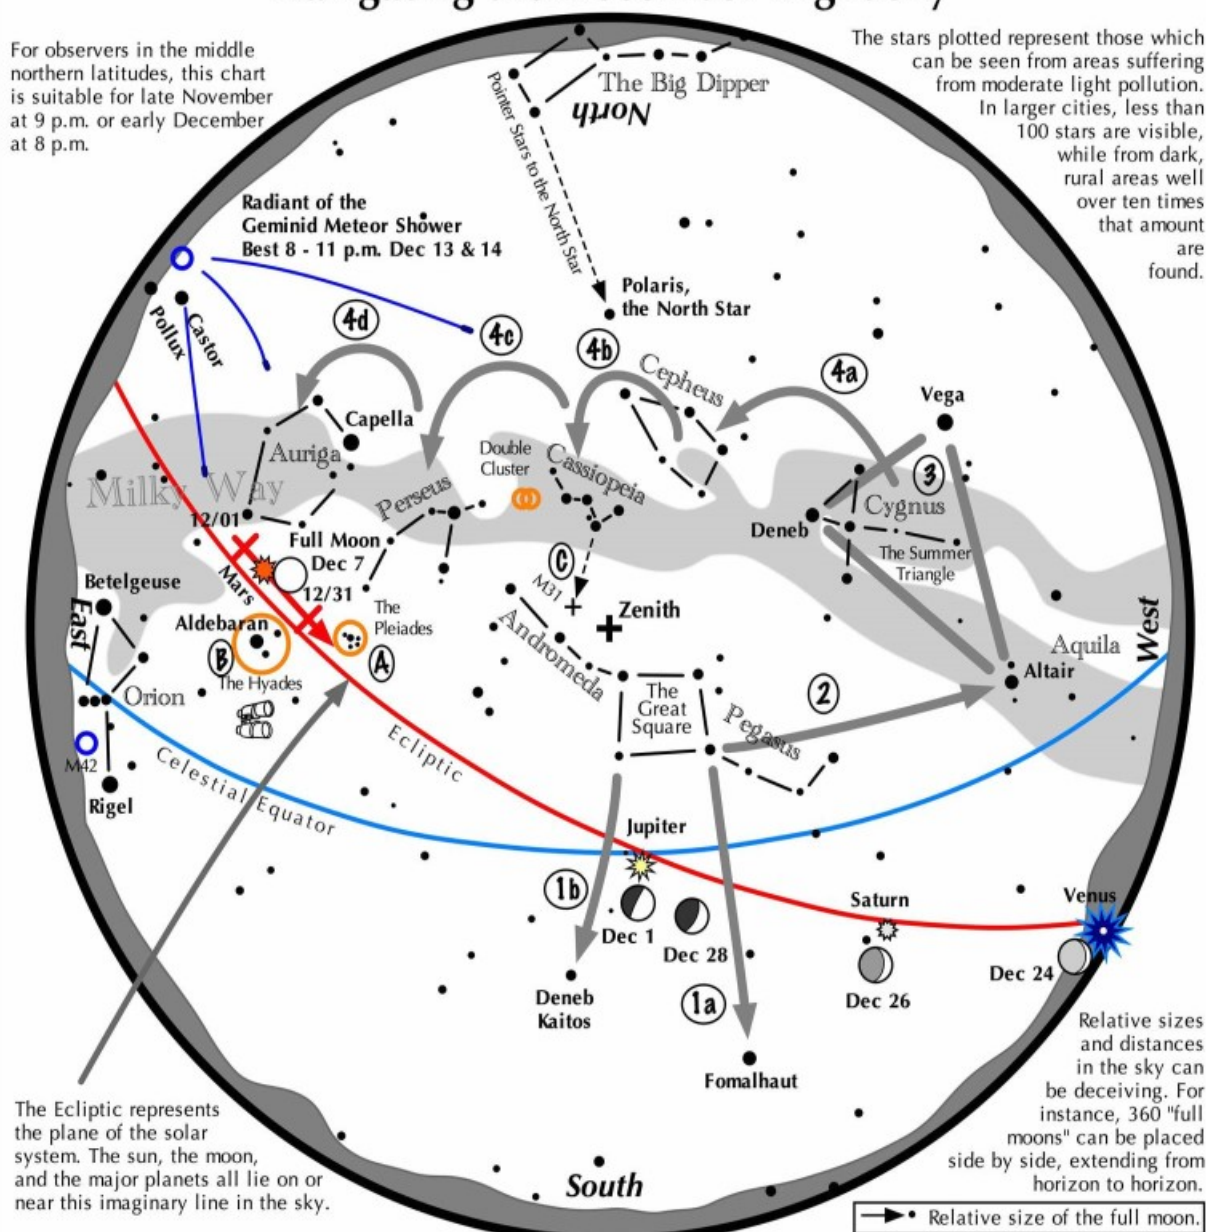 For observers in the middle
northern latitudes, this chart
is suitable for late November
at 9 p.m. or early December
at 8 p.m.
The stars plotted represent those which
can be seen from areas suffering
from moderate light pollution.
In larger cities, less than
100 stars are visible,
while from dark,
rural areas well
over ten times
that amount
are
found.
The Big Dipper
North
Pointer Stars to the North Star
Radiant of the
Geminid Meteor Shower
Best 8 - 11 p.m. Dec 13 & 14
Polaris,
the North Star
Pollux
Castor
4d
4c
4b
4a
Cepheus
Vega
Capella
Auriga
Double
Cluster
Cassiopeia
3
Milky Way
Perseus
Cygnus
Deneb
The Summer
Triangle
12/01
Full Moon
Dec 7
12/31
Mars
C
M31
Zenith
Betelgeuse
East
Aldebaran
The
Pleiades
B
A
The Hyades
Andromeda
West
Aquila
Altair
Orion
The
Great
Square
Pegasus
2
M42
Rigel
Ecliptic
Celestial Equator
Jupiter
1b
Dec 1
Dec 28
Saturn
Dec 26
Venus
Dec 24
Deneb
Kaitos
1a
Fomalhaut
The Ecliptic represents
the plane of the solar
system. The sun, the moon,
and the major planets all lie on or
near this imaginary line in the sky.
Relative sizes
and distances
in the sky can
be deceiving. For
instance, 360 "full
moons" can be placed
side by side, extending from
horizon to horizon.
South
Relative size of the full moon.